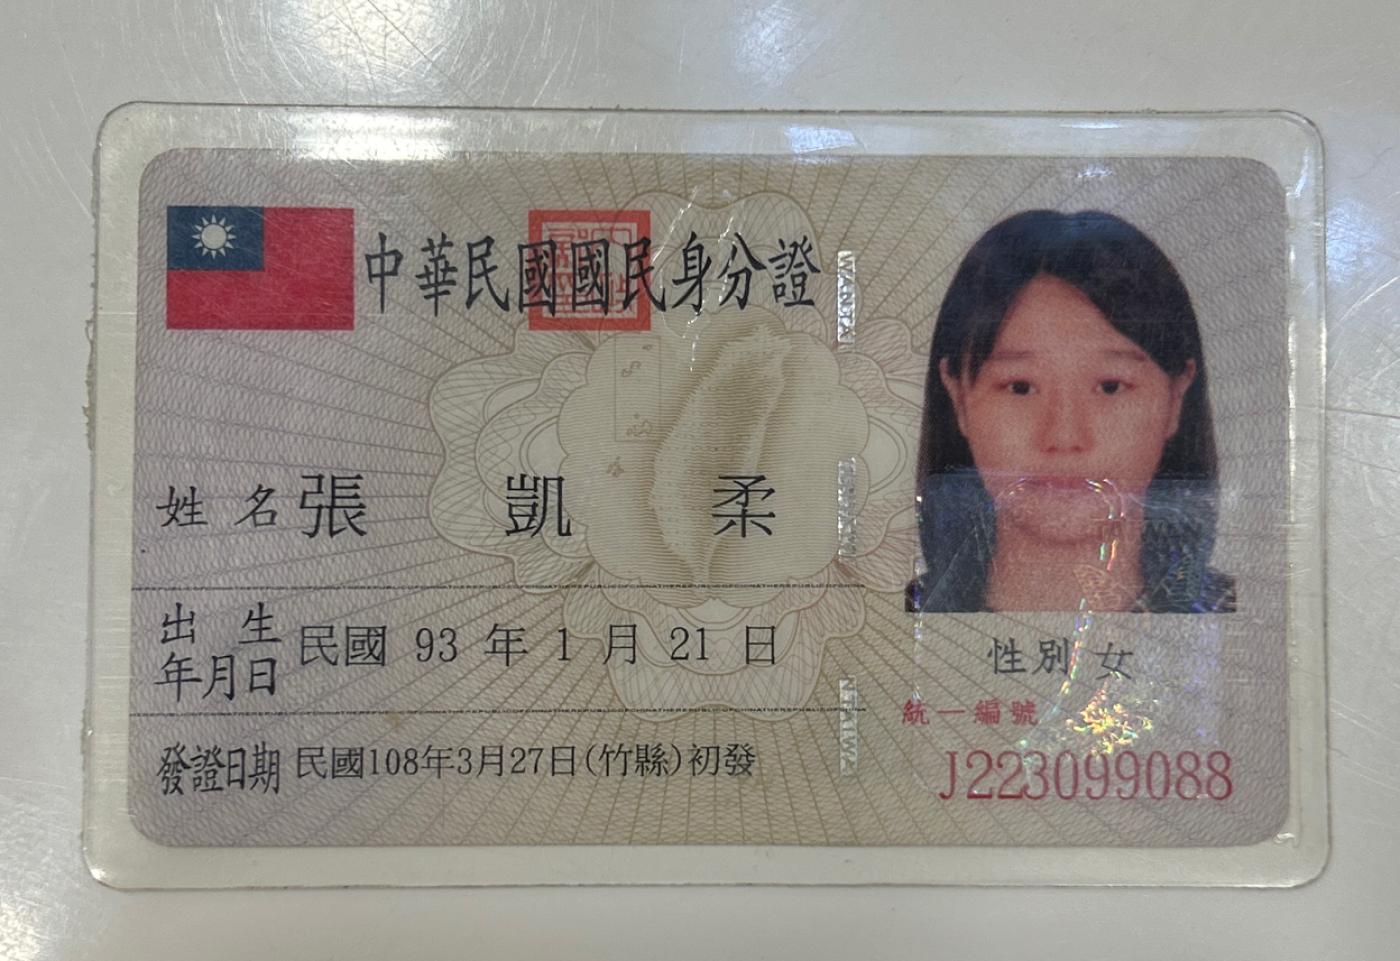 中華民國國民身分證
姓名 張 凱 柔
出生年月日 民國 93 年 1 月 21 日
發證日期 民國108年3月27日(竹縣)初發
性別 女
統一編號
J223099088
TAIWAN